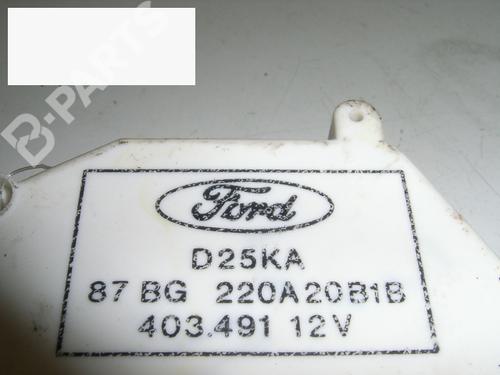 B-PARTS
Ford
D25KA
87 BG 220A20B1B
403.491 12V